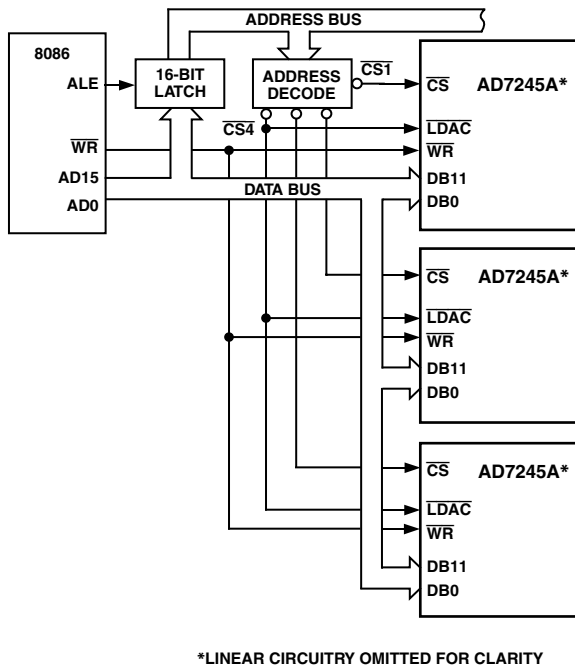 ADDRESS BUS
8086
ALE
16-BIT
LATCH
ADDRESS
DECODE
CS1
CS
AD7245A*
CS4
LDAC
WR
WR
AD15
DB11
AD0
DATA BUS
DB0
CS
AD7245A*
LDAC
WR
DB11
DB0
CS
AD7245A*
LDAC
WR
DB11
DB0
*LINEAR CIRCUITRY OMITTED FOR CLARITY